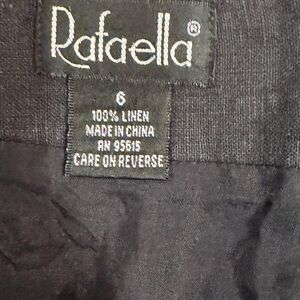 Rafaella®
6
100% LINEN
MADE IN CHINA
RN 95615
CARE ON REVERSE